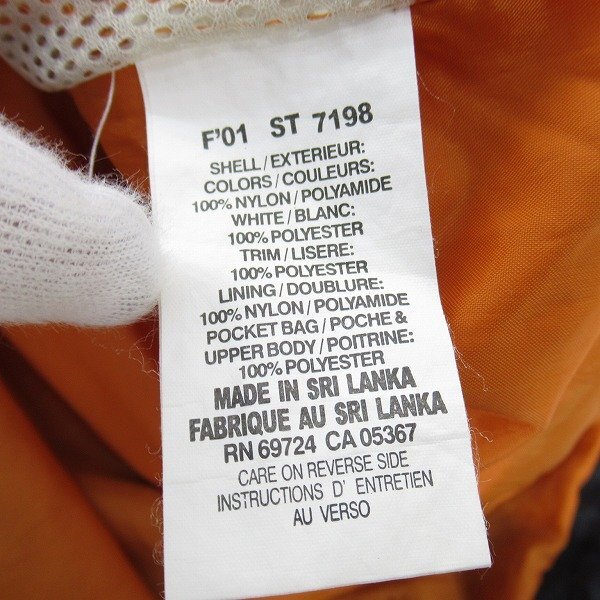 F'01 ST 7198
SHELL/EXTERIEUR:
COLORS/COULEURS:
100% NYLON/POLYAMIDE
WHITE/BLANC:
100% POLYESTER
TRIM/LISERE:
100% POLYESTER
LINING/DOUBLURE:
100% NYLON/POLYAMIDE
POCKET BAG/POCHE &
UPPER BODY/POITRINE:
100% POLYESTER
MADE IN SRI LANKA
FABRIQUE AU SRI LANKA
RN 69724 CA 05367
CARE ON REVERSE SIDE
INSTRUCTIONS D' ENTRETIEN
AU VERSO